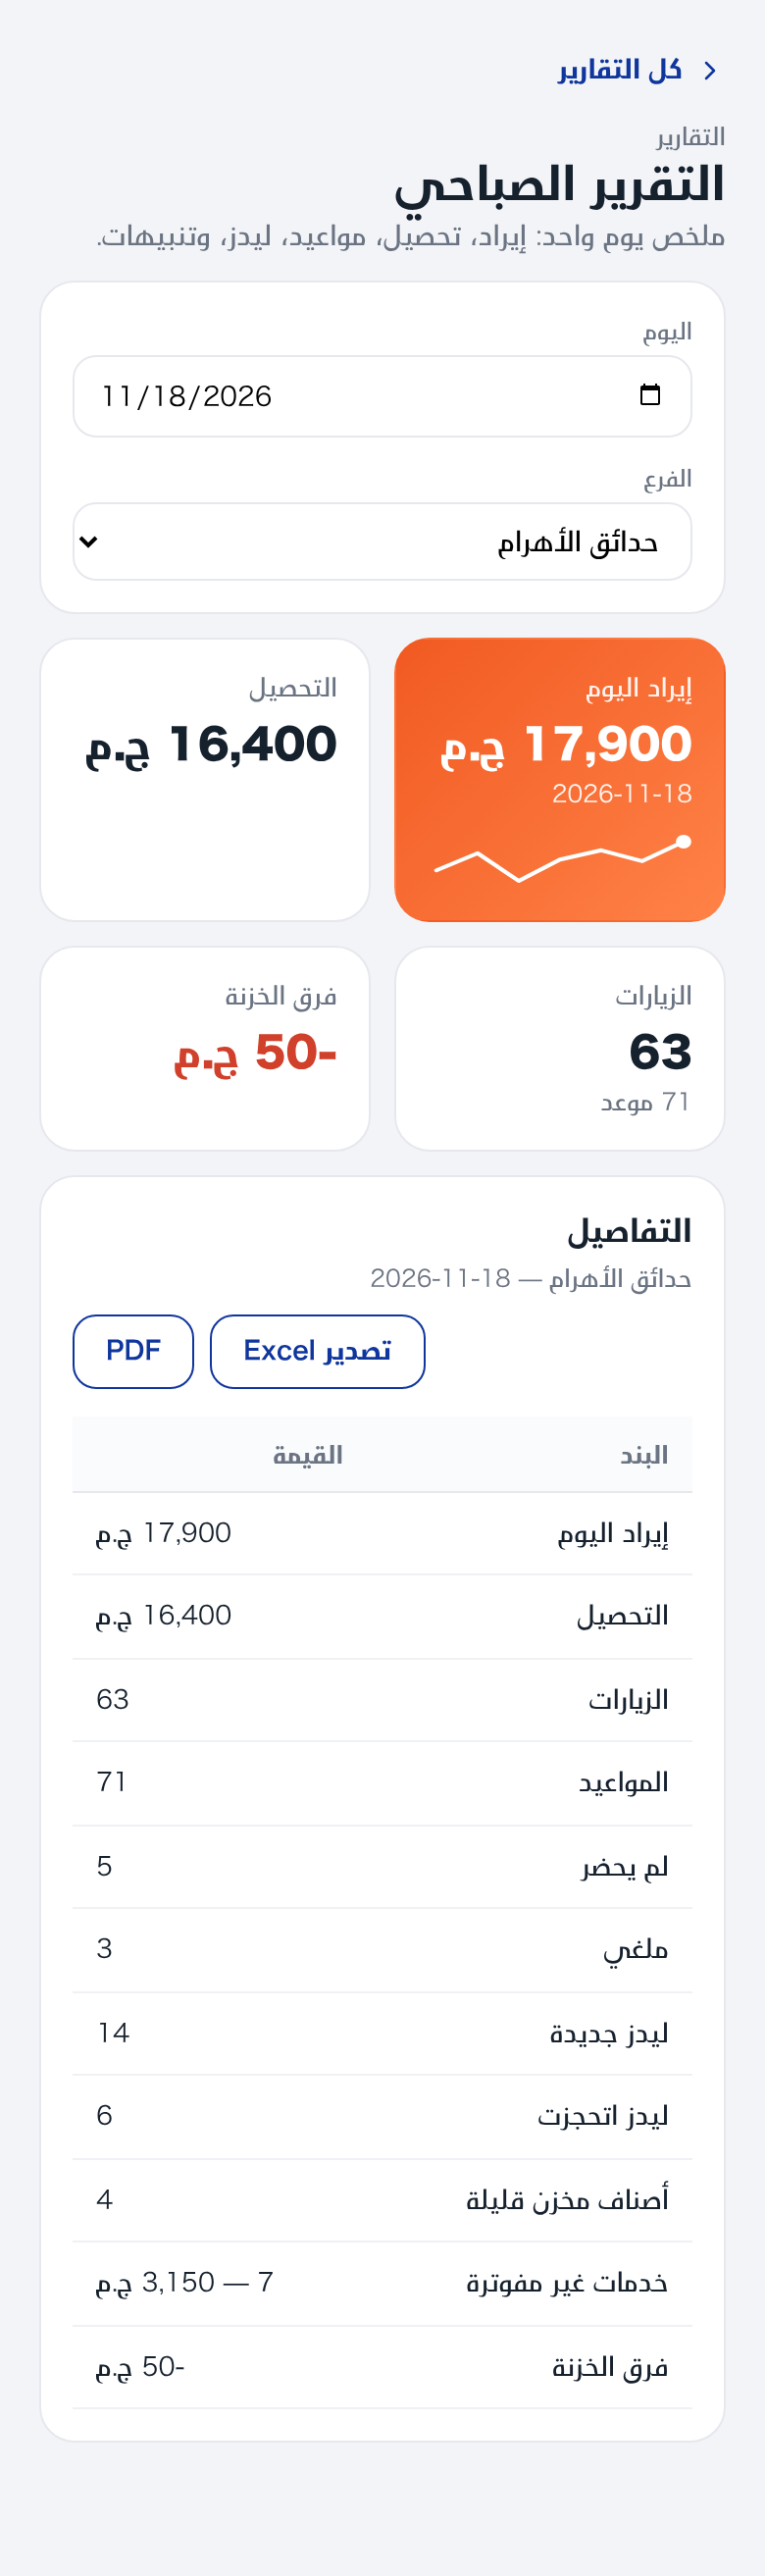 كل التقارير
التقارير
التقرير الصباحي
ملخص يوم واحد: إيراد، تحصيل، مواعيد، ليدز، وتنبيهات.
اليوم
11/18/2026
الفرع
حدائق الأهرام
إيراد اليوم
17,900 ج.م
2026-11-18
التحصيل
16,400 ج.م
الزيارات
63
71 موعد
فرق الخزنة
-50 ج.م
التفاصيل
حدائق الأهرام — 2026-11-18
تصدير Excel
PDF
البند القيمة
إيراد اليوم 17,900 ج.م
التحصيل 16,400 ج.م
الزيارات 63
المواعيد 71
لم يحضر 5
ملغي 3
ليدز جديدة 14
ليدز اتحجزت 6
أصناف مخزن قليلة 4
خدمات غير مفوترة 7 — 3,150 ج.م
فرق الخزنة -50 ج.م